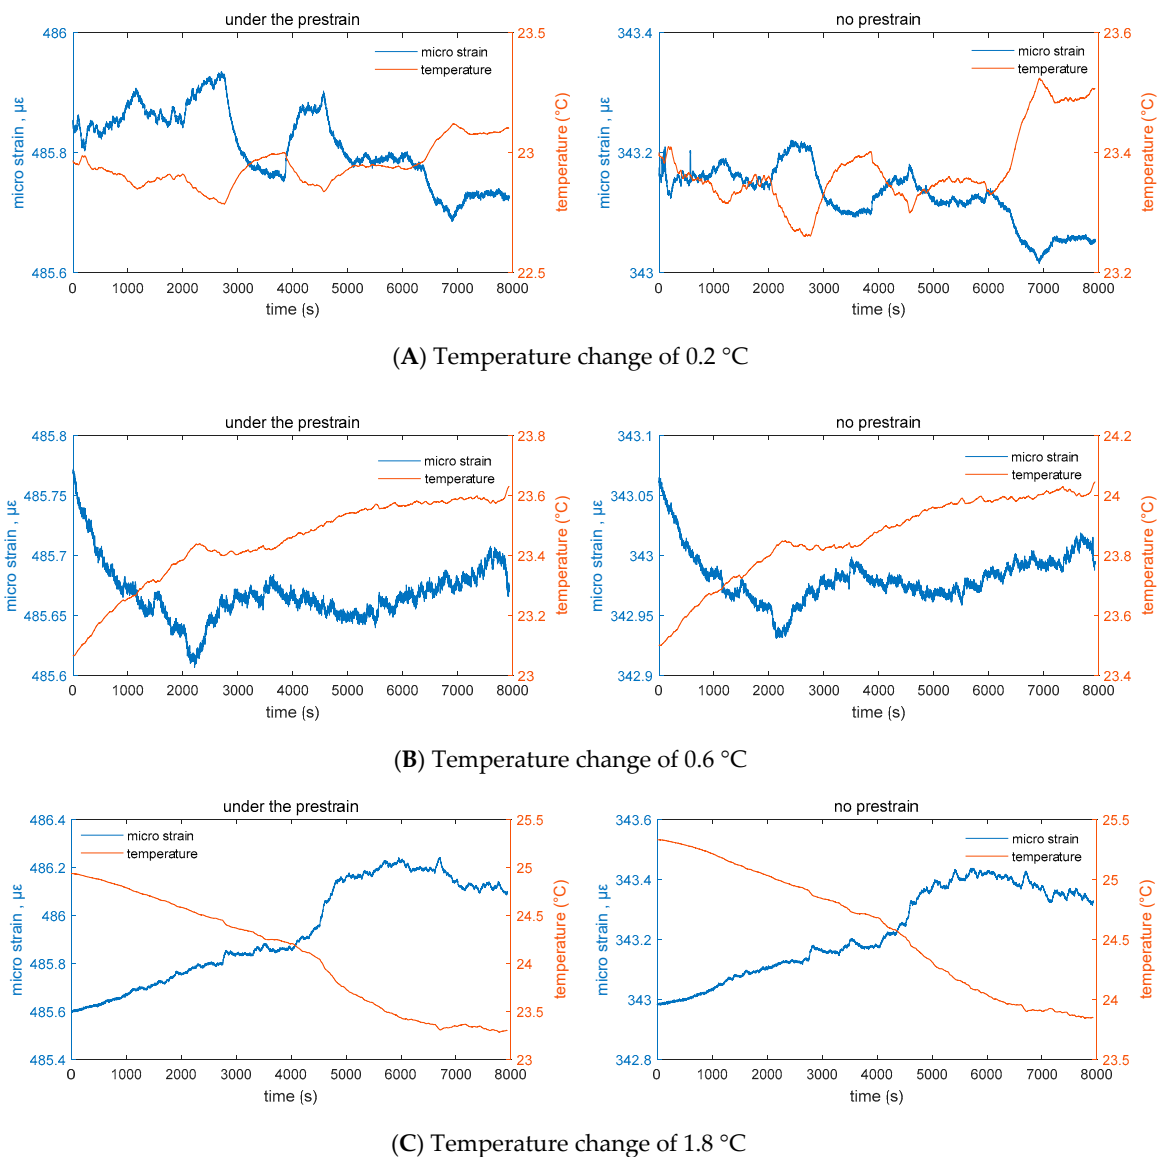 under the prestrain
no prestrain
486
485.8
485.6
micro strain , με
23.5
23
22.5
temperature (°C)
micro strain
temperature
0 1000 2000 3000 4000 5000 6000 7000 8000
time (s)
343.4
343.2
343
micro strain , με
23.6
23.4
23.2
temperature (°C)
micro strain
temperature
0 1000 2000 3000 4000 5000 6000 7000 8000
time (s)
(A) Temperature change of 0.2 °C
under the prestrain
no prestrain
485.8
485.75
485.7
485.65
485.6
micro strain , με
23.8
23.6
23.4
23.2
23
temperature (°C)
micro strain
temperature
0 1000 2000 3000 4000 5000 6000 7000 8000
time (s)
343.1
343.05
343
342.95
342.9
micro strain , με
24.2
24
23.8
23.6
23.4
temperature (°C)
micro strain
temperature
0 1000 2000 3000 4000 5000 6000 7000 8000
time (s)
(B) Temperature change of 0.6 °C
under the prestrain
no prestrain
486.4
486.2
486
485.8
485.6
485.4
micro strain , με
25.5
25
24.5
24
23.5
23
temperature (°C)
micro strain
temperature
0 1000 2000 3000 4000 5000 6000 7000 8000
time (s)
343.6
343.4
343.2
343
342.8
micro strain , με
25.5
25
24.5
24
23.5
temperature (°C)
micro strain
temperature
0 1000 2000 3000 4000 5000 6000 7000 8000
time (s)
(C) Temperature change of 1.8 °C